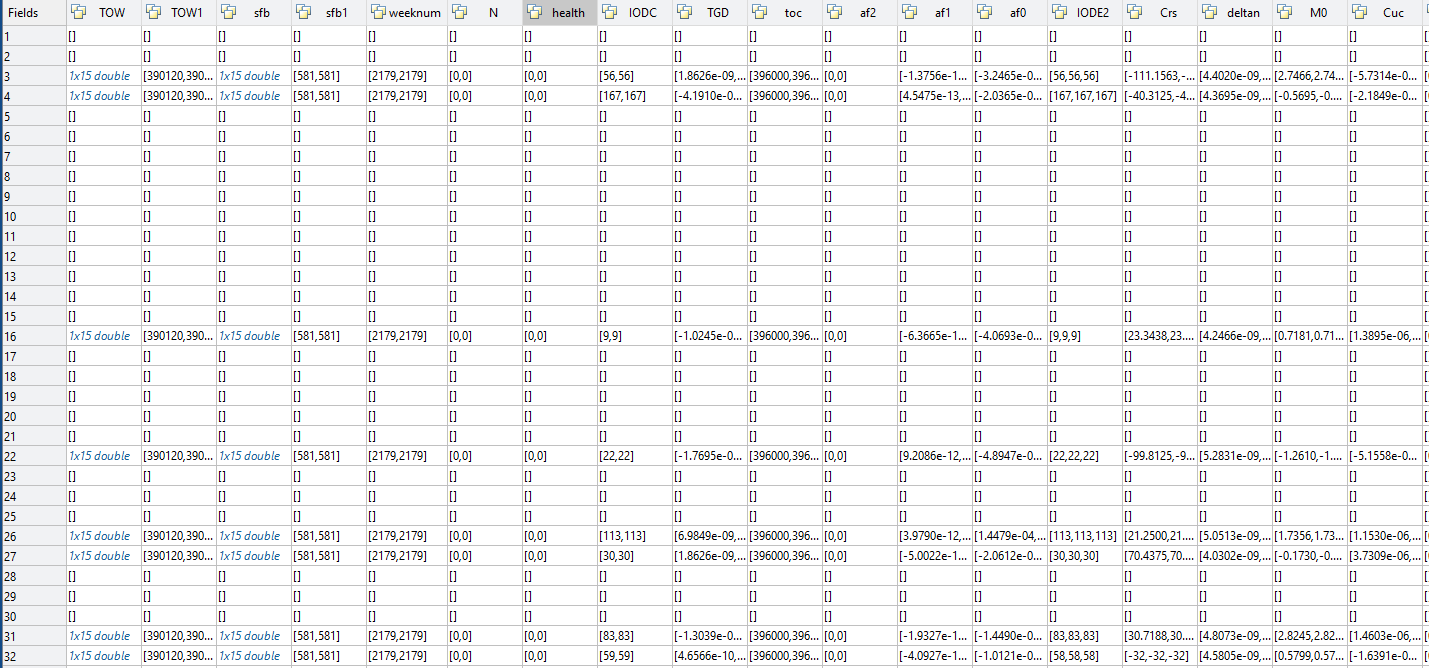 Fields TOW TOW1 sfb sfb1 weeknum N health IODC TGD toc af2 af1 af0 IODE2 Crs deltan M0 Cuc
1 [] [] [] [] [] [] [] [] [] [] [] [] [] [] [] [] [] []
2 [] [] [] [] [] [] [] [] [] [] [] [] [] [] [] [] [] []
3 1x15 double [390120,390... 1x15 double [581,581] [2179,2179] [0,0] [0,0] [56,56] [1.8626e-09,... [396000,396... [0,0] [-1.3756e-1... [-3.2465e-0... [56,56,56] [-111.1563,-... [4.4020e-09,... [2.7466,2.74... [-5.7314e-0...
4 1x15 double [390120,390... 1x15 double [581,581] [2179,2179] [0,0] [0,0] [167,167] [-4.1910e-0... [396000,396... [0,0] [4.5475e-13,... [-2.0365e-0... [167,167,167] [-40.3125,-4... [4.3695e-09,... [-0.5695,-0.... [-2.1849e-0...
5 [] [] [] [] [] [] [] [] [] [] [] [] [] [] [] [] [] []
6 [] [] [] [] [] [] [] [] [] [] [] [] [] [] [] [] [] []
7 [] [] [] [] [] [] [] [] [] [] [] [] [] [] [] [] [] []
8 [] [] [] [] [] [] [] [] [] [] [] [] [] [] [] [] [] []
9 [] [] [] [] [] [] [] [] [] [] [] [] [] [] [] [] [] []
10 [] [] [] [] [] [] [] [] [] [] [] [] [] [] [] [] [] []
11 [] [] [] [] [] [] [] [] [] [] [] [] [] [] [] [] [] []
12 [] [] [] [] [] [] [] [] [] [] [] [] [] [] [] [] [] []
13 [] [] [] [] [] [] [] [] [] [] [] [] [] [] [] [] [] []
14 [] [] [] [] [] [] [] [] [] [] [] [] [] [] [] [] [] []
15 [] [] [] [] [] [] [] [] [] [] [] [] [] [] [] [] [] []
16 1x15 double [390120,390... 1x15 double [581,581] [2179,2179] [0,0] [0,0] [9,9] [-1.0245e-0... [396000,396... [0,0] [-6.3665e-1... [-4.0693e-0... [9,9,9] [23.3438,23.... [4.2466e-09,... [0.7181,0.71... [1.3895e-06,...
17 [] [] [] [] [] [] [] [] [] [] [] [] [] [] [] [] [] []
18 [] [] [] [] [] [] [] [] [] [] [] [] [] [] [] [] [] []
19 [] [] [] [] [] [] [] [] [] [] [] [] [] [] [] [] [] []
20 [] [] [] [] [] [] [] [] [] [] [] [] [] [] [] [] [] []
21 [] [] [] [] [] [] [] [] [] [] [] [] [] [] [] [] [] []
22 1x15 double [390120,390... 1x15 double [581,581] [2179,2179] [0,0] [0,0] [22,22] [-1.7695e-0... [396000,396... [0,0] [9.2086e-12,... [-4.8947e-0... [22,22,22] [-99.8125,-9... [5.2831e-09,... [-1.2610,-1.... [-5.1558e-0...
23 [] [] [] [] [] [] [] [] [] [] [] [] [] [] [] [] [] []
24 [] [] [] [] [] [] [] [] [] [] [] [] [] [] [] [] [] []
25 [] [] [] [] [] [] [] [] [] [] [] [] [] [] [] [] [] []
26 1x15 double [390120,390... 1x15 double [581,581] [2179,2179] [0,0] [0,0] [113,113] [6.9849e-09,... [396000,396... [0,0] [3.9790e-12,... [1.4479e-04,... [113,113,113] [21.2500,21.... [5.0513e-09,... [1.7356,1.73... [1.1530e-06,...
27 1x15 double [390120,390... 1x15 double [581,581] [2179,2179] [0,0] [0,0] [30,30] [1.8626e-09,... [396000,396... [0,0] [-5.0022e-1... [-2.0612e-0... [30,30,30] [70.4375,70.... [4.0302e-09,... [-0.1730,-0.... [3.7309e-06,...
28 [] [] [] [] [] [] [] [] [] [] [] [] [] [] [] [] [] []
29 [] [] [] [] [] [] [] [] [] [] [] [] [] [] [] [] [] []
30 [] [] [] [] [] [] [] [] [] [] [] [] [] [] [] [] [] []
31 1x15 double [390120,390... 1x15 double [581,581] [2179,2179] [0,0] [0,0] [83,83] [-1.3039e-0... [396000,396... [0,0] [-1.9327e-1... [-1.4490e-0... [83,83,83] [30.7188,30.... [4.8073e-09,... [2.8245,2.82... [1.4603e-06,...
32 1x15 double [390120,390... 1x15 double [581,581] [2179,2179] [0,0] [0,0] [59,59] [4.6566e-10,... [396000,396... [0,0] [-4.0927e-1... [-1.0121e-0... [58,58,58] [-32,-32,-32] [4.5805e-09,... [0.5799,0.57... [-1.6391e-0...